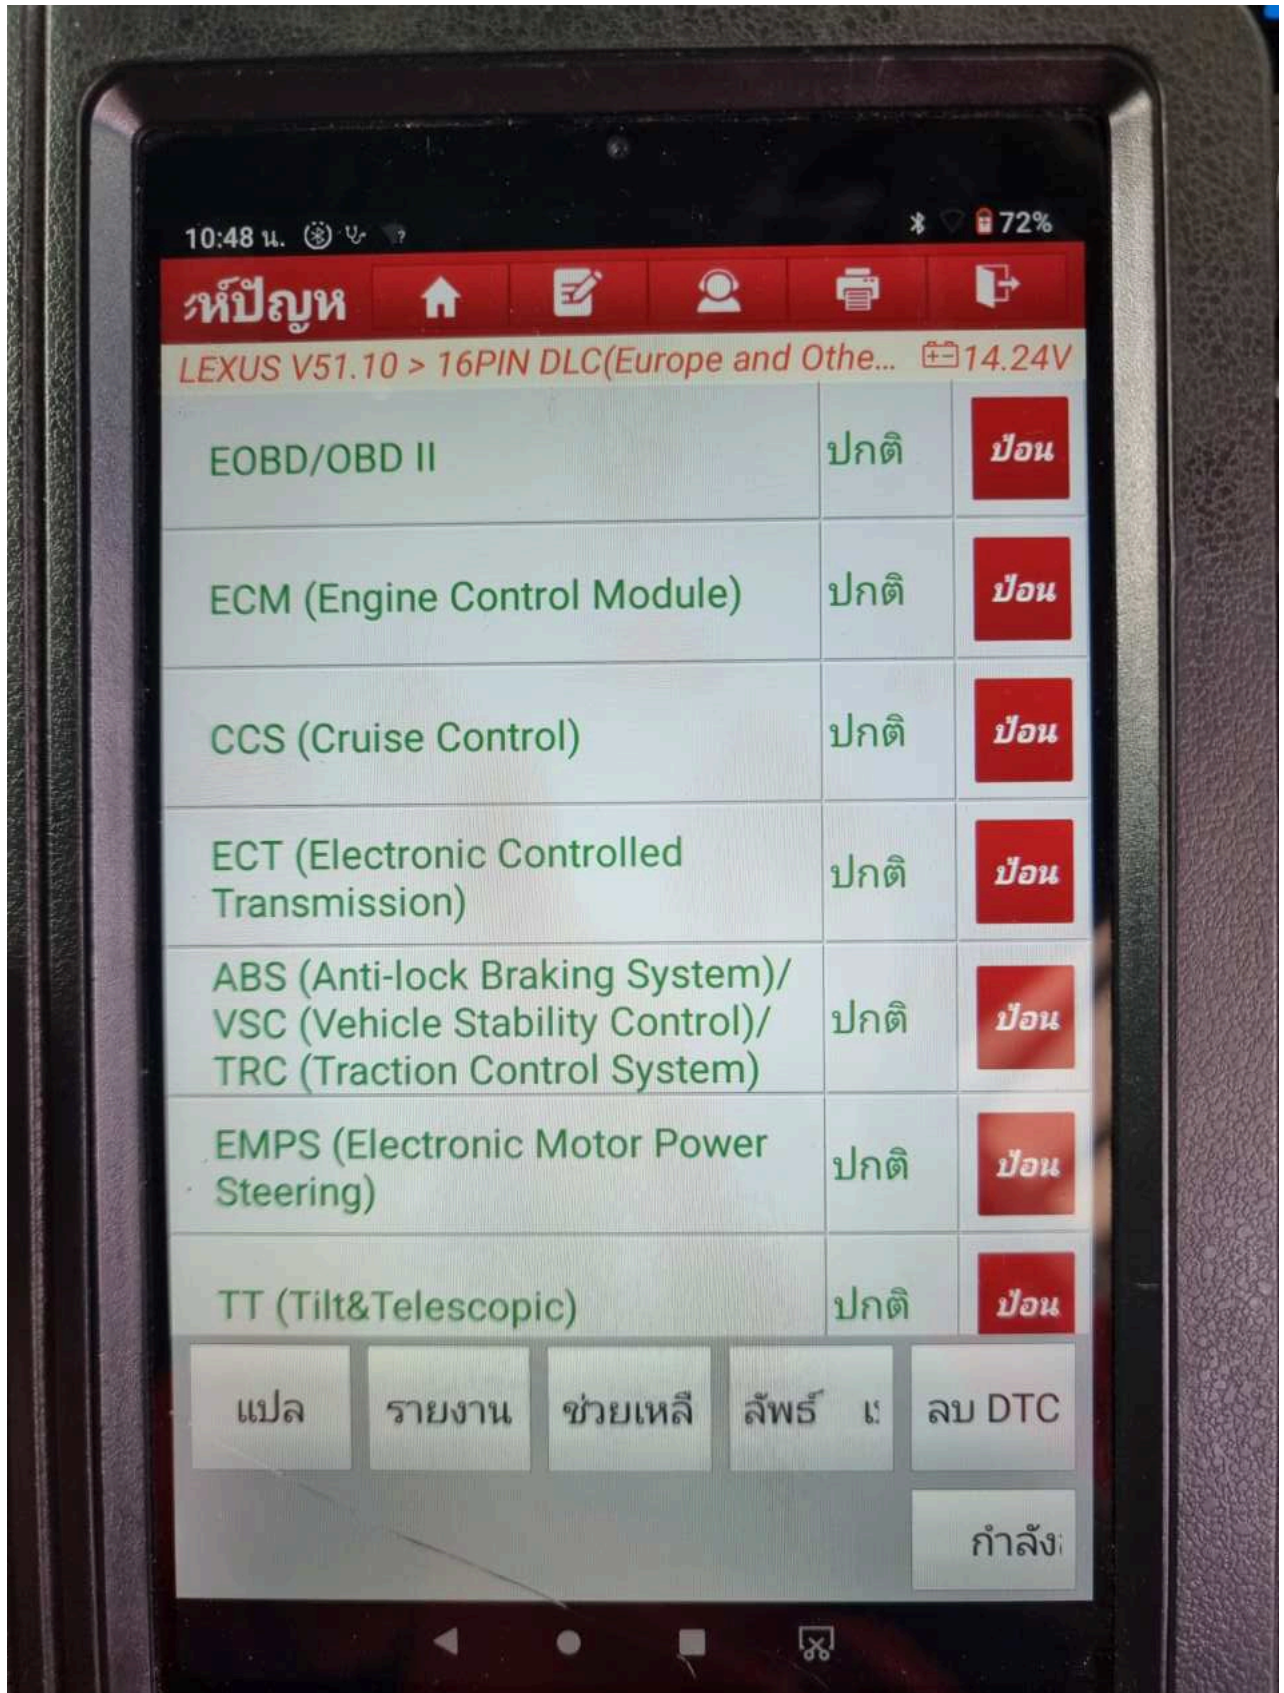 10:48 น. 72%
ะห์ปัญห
LEXUS V51.10 > 16PIN DLC(Europe and Othe... 14.24V
EOBD/OBD II ปกติ ป้อน
ECM (Engine Control Module) ปกติ ป้อน
CCS (Cruise Control) ปกติ ป้อน
ECT (Electronic Controlled
Transmission) ปกติ ป้อน
ABS (Anti-lock Braking System)/
VSC (Vehicle Stability Control)/ ปกติ ป้อน
TRC (Traction Control System)
EMPS (Electronic Motor Power
Steering) ปกติ ป้อน
TT (Tilt&Telescopic) ปกติ ป้อน
แปล รายงาน ช่วยเหลื ลัพธ์ เ ลบ DTC
กำลัง